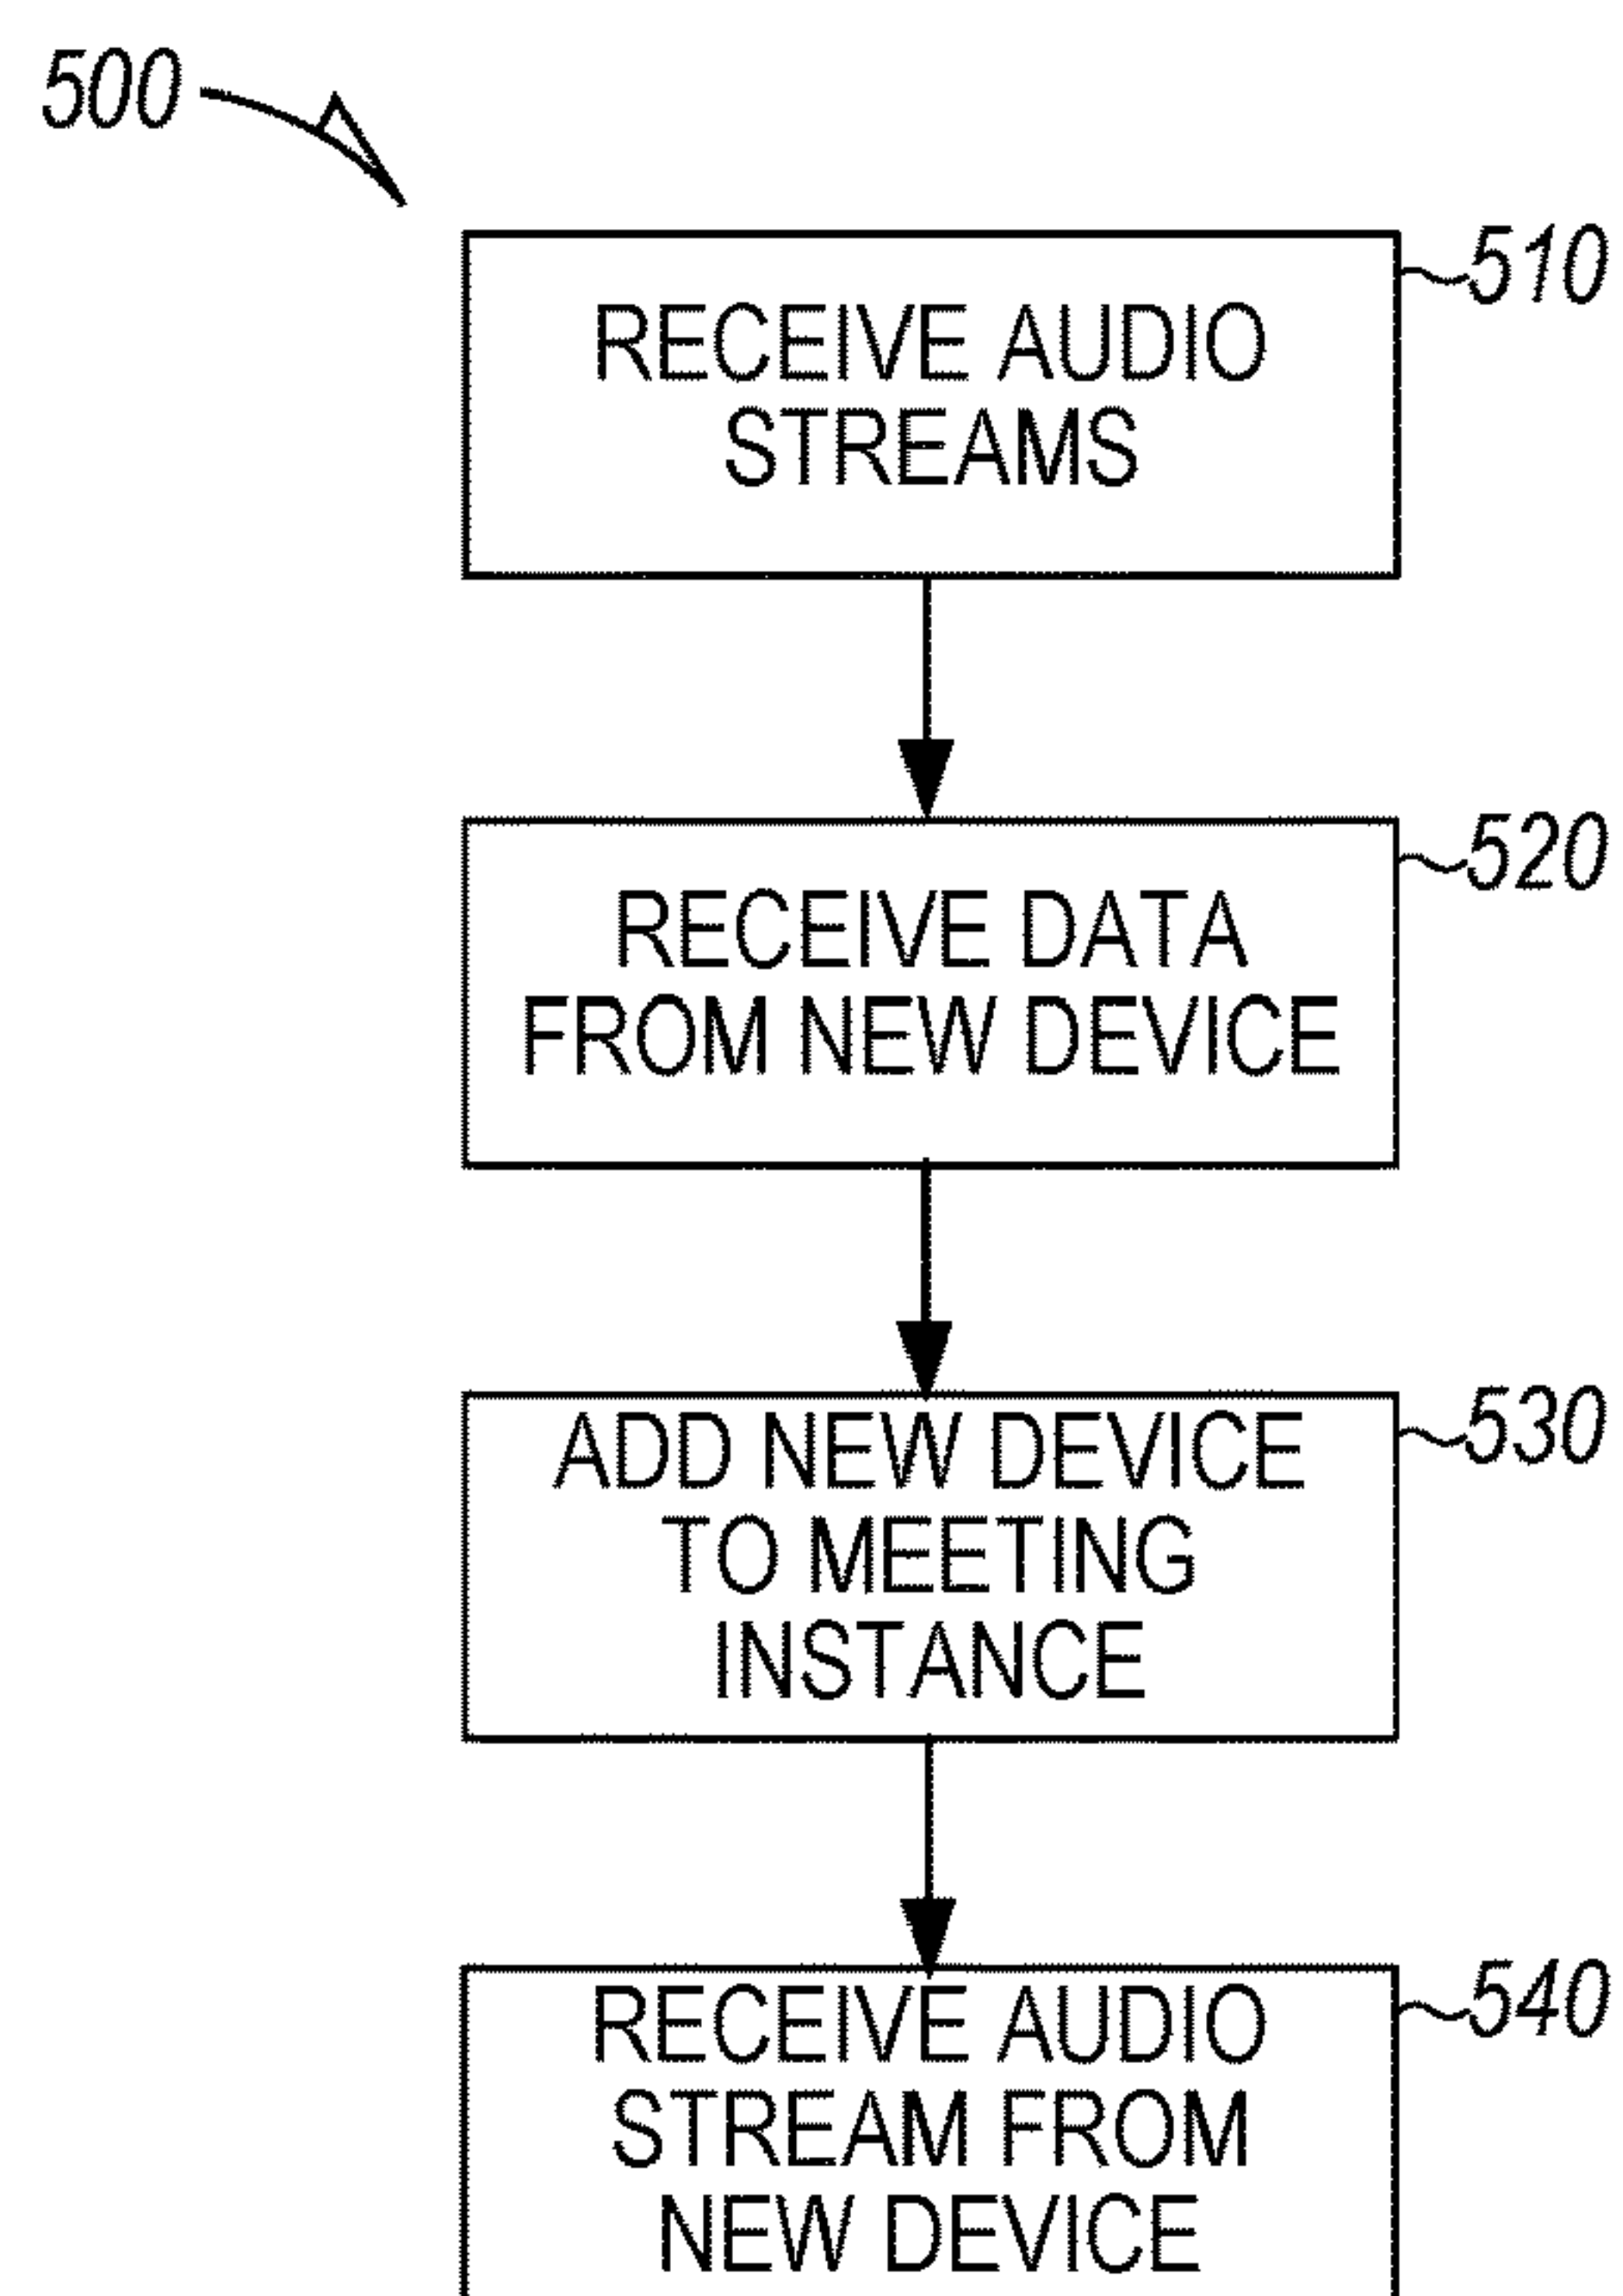 500
510
RECEIVE AUDIO
STREAMS
520
RECEIVE DATA
FROM NEW DEVICE
530
ADD NEW DEVICE
TO MEETING
INSTANCE
540
RECEIVE AUDIO
STREAM FROM
NEW DEVICE